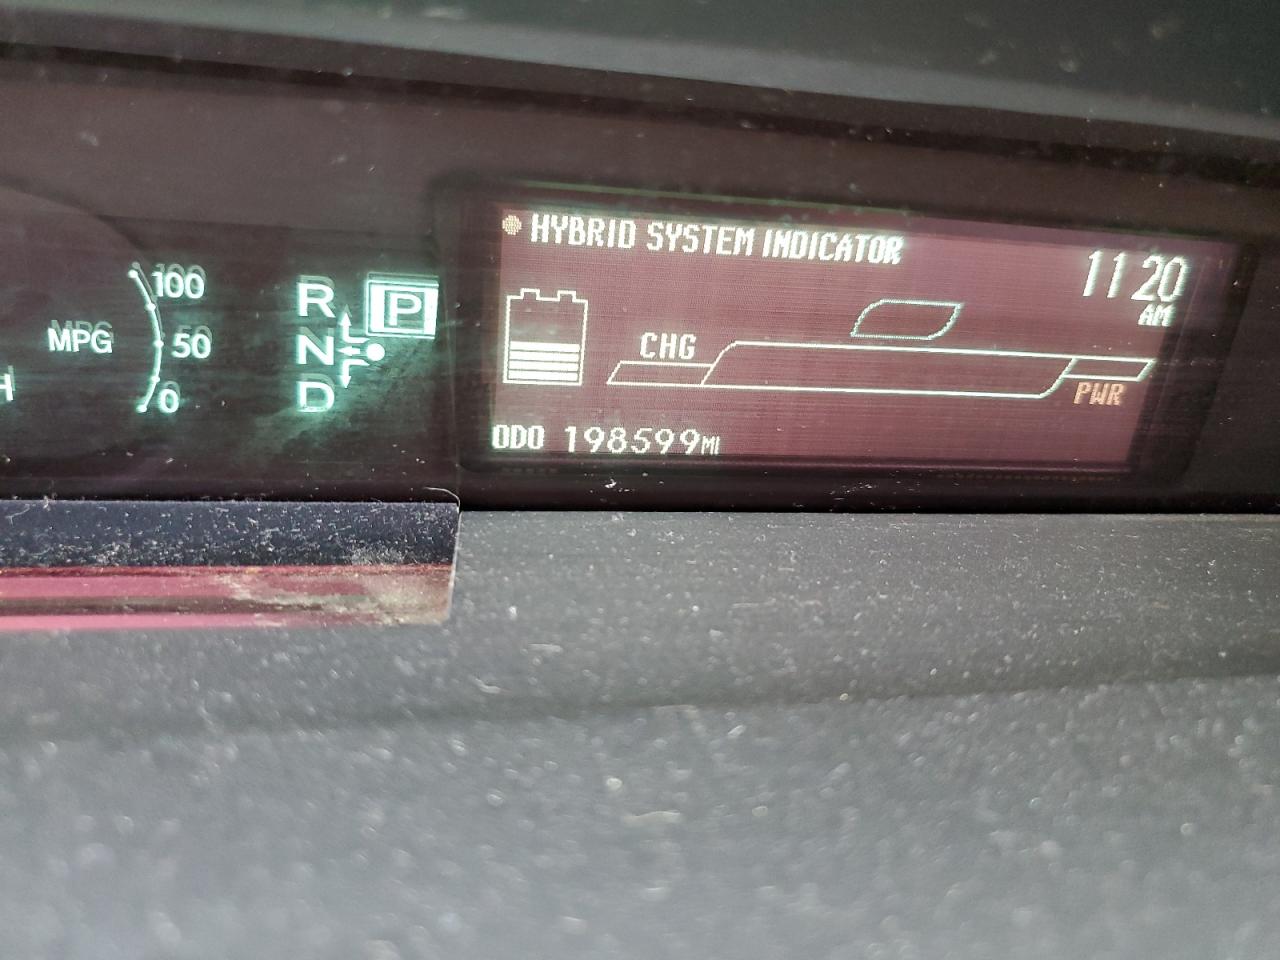 HYBRID SYSTEM INDICATOR
11 20
AM
100
MPG
50
0
H
R
P
N
D
CHG
PWR
ODO 198599MI